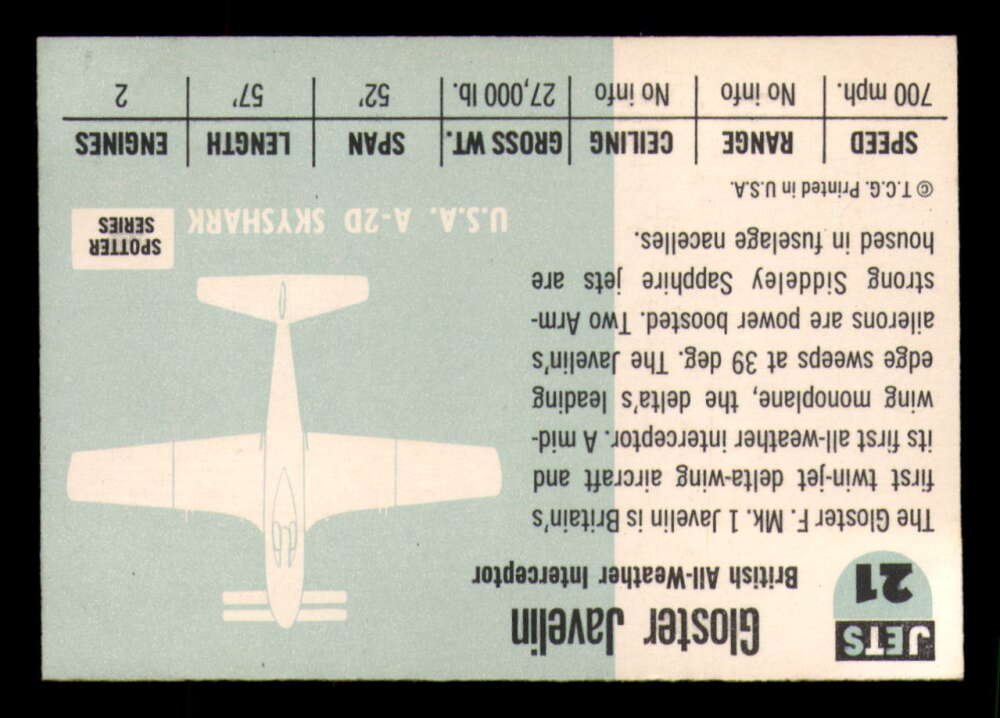 JETS
21
Gloster Javelin
British All-Weather Interceptor
The Gloster F. Mk. 1 Javelin is Britain's
first twin-jet delta-wing aircraft and
its first all-weather interceptor. A mid-
wing monoplane, the delta's leading
edge sweeps at 39 deg. The Javelin's
ailerons are power boosted. Two Arm-
strong Siddeley Sapphire jets are
housed in fuselage nacelles.
© T.C.G. Printed in U.S.A.
U.S.A. A-2D SKYSHARK
SPOTTER
SERIES
SPEED RANGE CEILING GROSS WT. SPAN LENGTH ENGINES
700 mph. No info No info 27,000 lb. 52' 57' 2